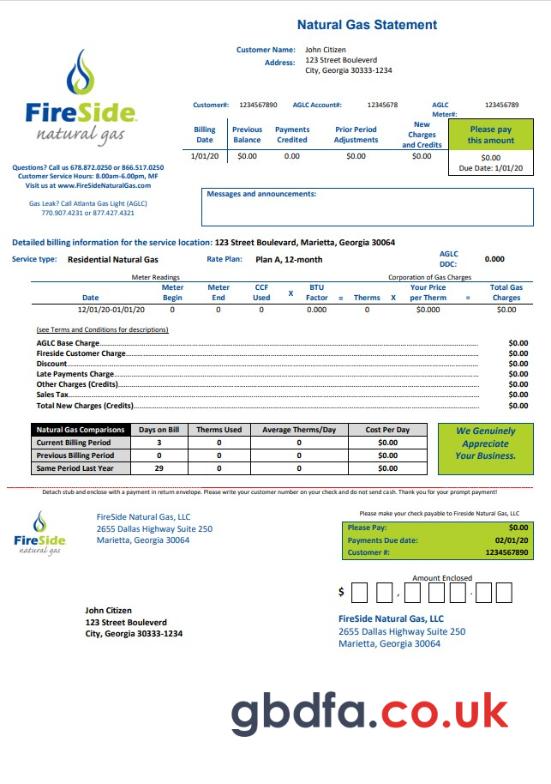 Natural Gas Statement
Customer Name: John Citizen
Address: 123 Street Bouleverd
City, Georgia 30333-1234
FireSide
natural gas
Customer#: 1234567890 AGLC Account#: 12345678 AGLC Meter#: 123456789
Billing Date Previous Balance Payments Credited Prior Period Adjustments New Charges and Credits Please pay this amount
1/01/20 $0.00 0.00 $0.00 $0.00 $0.00
Due Date: 1/01/20
Questions? Call us 678.872.0250 or 866.517.0250
Customer Service Hours: 8.00am-6.00pm, MF
Visit us at www.FireSideNaturalGas.com
Gas Leak? Call Atlanta Gas Light (AGLC)
770.907.4231 or 877.427.4321
Messages and announcements:
Detailed billing information for the service location: 123 Street Boulevard, Marietta, Georgia 30064
Service type: Residential Natural Gas Rate Plan: Plan A, 12-month AGLC DDC: 0.000
Meter Readings Corporation of Gas Charges
Date Meter Begin Meter End CCF Used X BTU Factor = Therms X Your Price per Therm = Total Gas Charges
12/01/20-01/01/20 0 0 0 0.000 0 $0.000 $0.00
(see Terms and Conditions for descriptions)
AGLC Base Charge $0.00
Fireside Customer Charge $0.00
Discount $0.00
Late Payments Charge $0.00
Other Charges (Credits) $0.00
Sales Tax $0.00
Total New Charges (Credits) $0.00
Natural Gas Comparisons Days on Bill Therms Used Average Therms/Day Cost Per Day
Current Billing Period 3 0 0 $0.00
Previous Billing Period 0 0 0 $0.00
Same Period Last Year 29 0 0 $0.00
We Genuinely
Appreciate
Your Business.
Detach stub and enclose with a payment in return envelope. Please write your customer number on your check and do not send cash. Thank you for your prompt payment!
FireSide
natural gas
FireSide Natural Gas, LLC
2655 Dallas Highway Suite 250
Marietta, Georgia 30064
Please make your check payable to Fireside Natural Gas, LLC
Please Pay: $0.00
Payments Due date: 02/01/20
Customer #: 1234567890
Amount Enclosed
$ , . .
John Citizen
123 Street Bouleverd
City, Georgia 30333-1234
FireSide Natural Gas, LLC
2655 Dallas Highway Suite 250
Marietta, Georgia 30064
gbdfa.co.uk